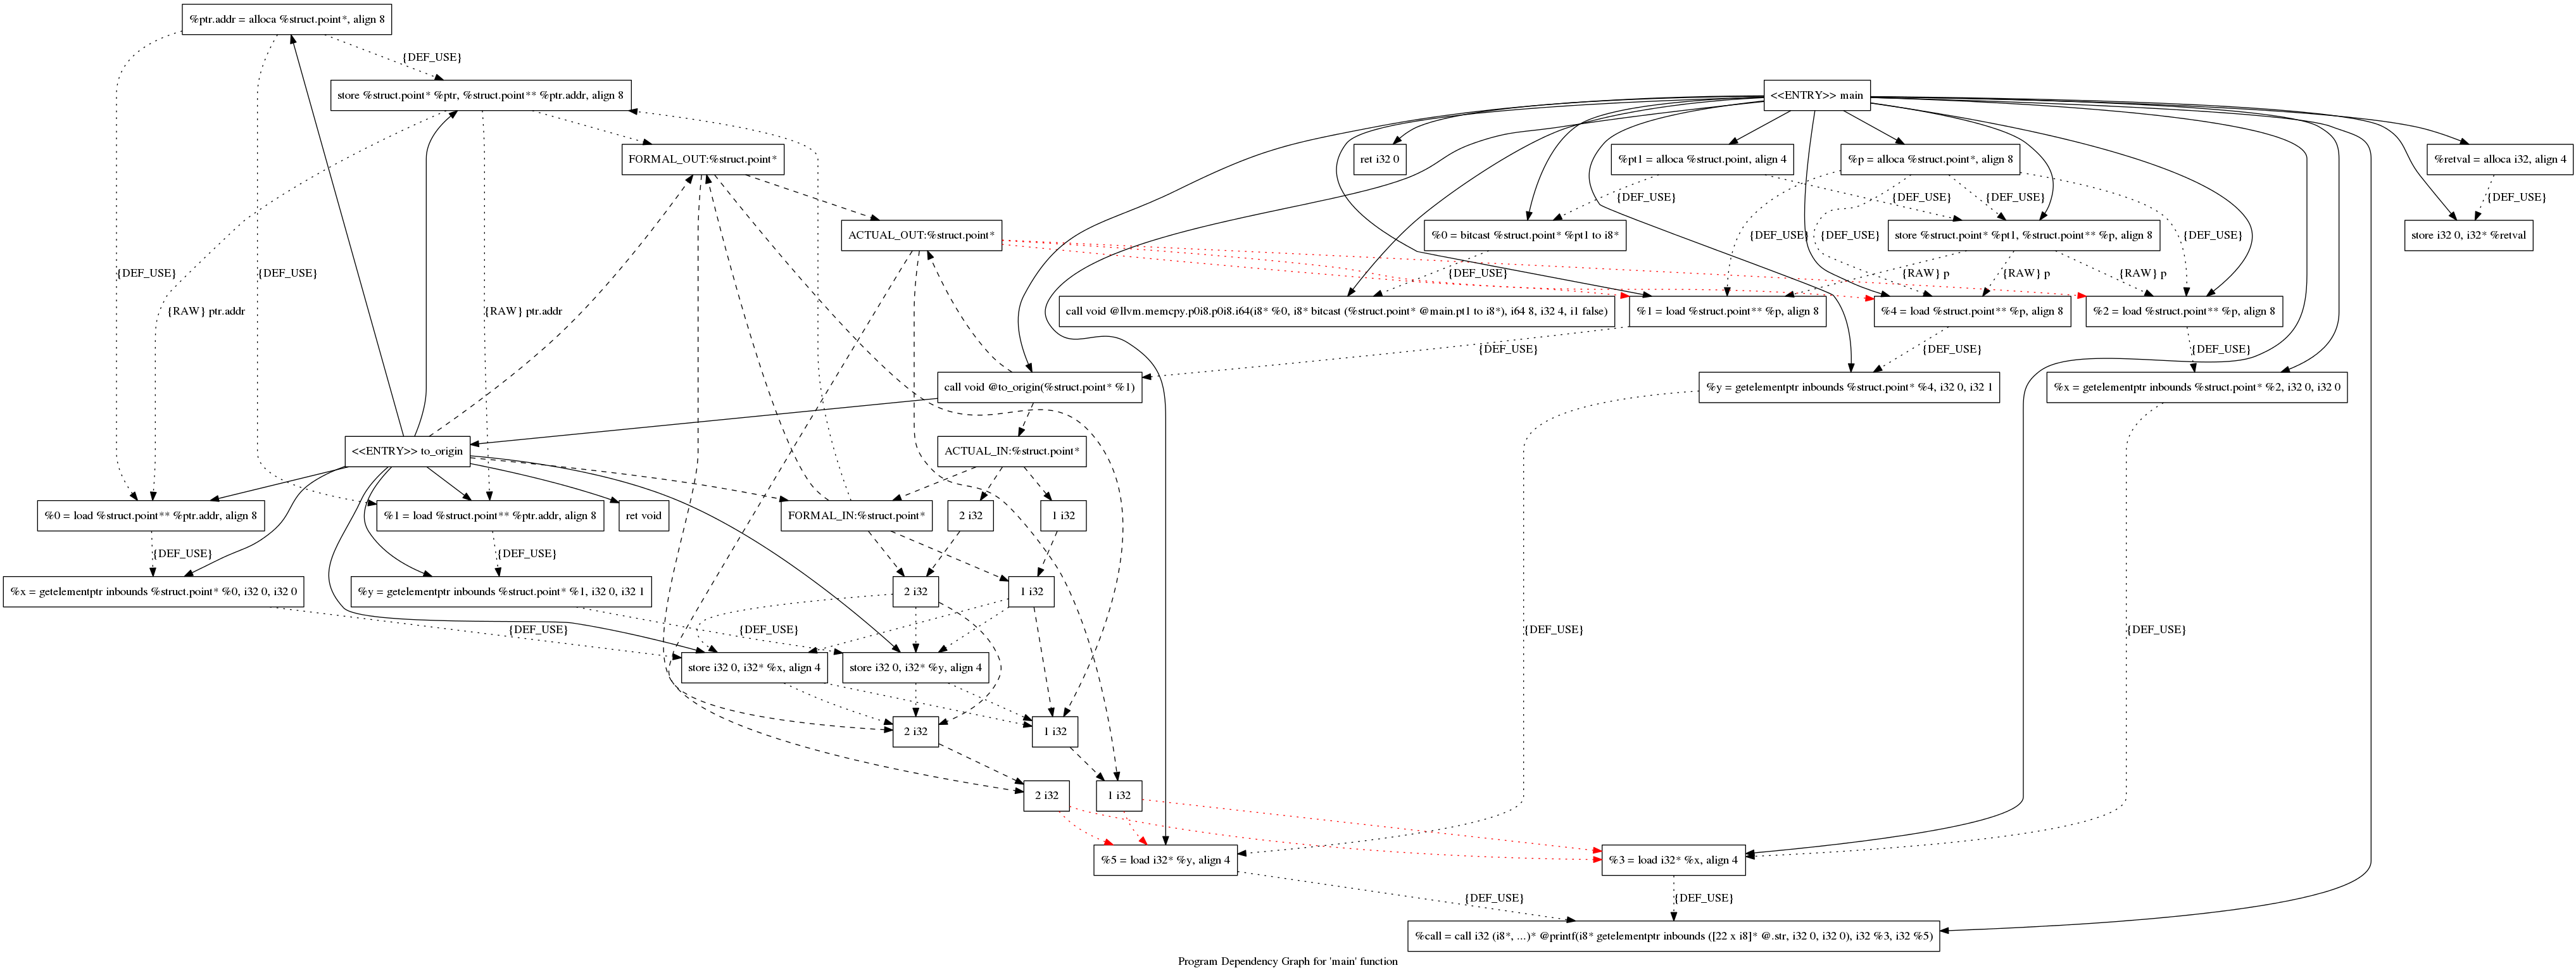 %ptr.addr = alloca %struct.point*, align 8
{DEF_USE}
store %struct.point* %ptr, %struct.point** %ptr.addr, align 8
<<ENTRY>> main
FORMAL_OUT:%struct.point*
ret i32 0
%pt1 = alloca %struct.point, align 4
%p = alloca %struct.point*, align 8
%retval = alloca i32, align 4
{DEF_USE}
{DEF_USE}
{DEF_USE}
{DEF_USE}
ACTUAL_OUT:%struct.point*
%0 = bitcast %struct.point* %pt1 to i8*
{DEF_USE}
{DEF_USE}
store %struct.point* %pt1, %struct.point** %p, align 8
{DEF_USE}
store i32 0, i32* %retval
{DEF_USE}
{DEF_USE}
{DEF_USE}
{RAW} p
{RAW} p
{RAW} p
{RAW} ptr.addr
{RAW} ptr.addr
call void @llvm.memcpy.p0i8.p0i8.i64(i8* %0, i8* bitcast (%struct.point* @main.pt1 to i8*), i64 8, i32 4, i1 false)
%1 = load %struct.point** %p, align 8
%4 = load %struct.point** %p, align 8
%2 = load %struct.point** %p, align 8
{DEF_USE}
{DEF_USE}
{DEF_USE}
call void @to_origin(%struct.point* %1)
%y = getelementptr inbounds %struct.point* %4, i32 0, i32 1
%x = getelementptr inbounds %struct.point* %2, i32 0, i32 0
<<ENTRY>> to_origin
ACTUAL_IN:%struct.point*
%0 = load %struct.point** %ptr.addr, align 8
%1 = load %struct.point** %ptr.addr, align 8
ret void
FORMAL_IN:%struct.point*
2 i32
1 i32
{DEF_USE}
{DEF_USE}
%x = getelementptr inbounds %struct.point* %0, i32 0, i32 0
%y = getelementptr inbounds %struct.point* %1, i32 0, i32 1
2 i32
1 i32
{DEF_USE}
{DEF_USE}
{DEF_USE}
{DEF_USE}
store i32 0, i32* %x, align 4
store i32 0, i32* %y, align 4
2 i32
1 i32
2 i32
1 i32
%5 = load i32* %y, align 4
%3 = load i32* %x, align 4
{DEF_USE}
{DEF_USE}
%call = call i32 (i8*, ...)* @printf(i8* getelementptr inbounds ([22 x i8]* @.str, i32 0, i32 0), i32 %3, i32 %5)
Program Dependency Graph for 'main' function